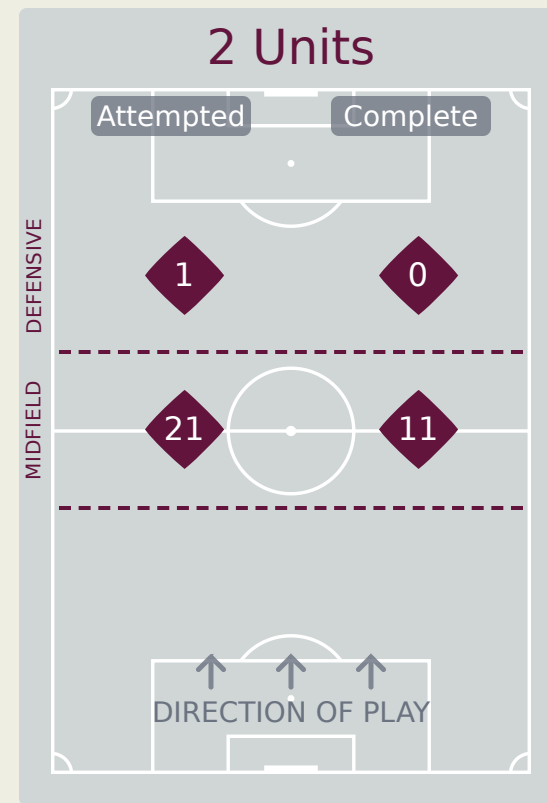 2 Units
Attempted Complete
DEFENSIVE
1 0
MIDFIELD
21 11
DIRECTION OF PLAY